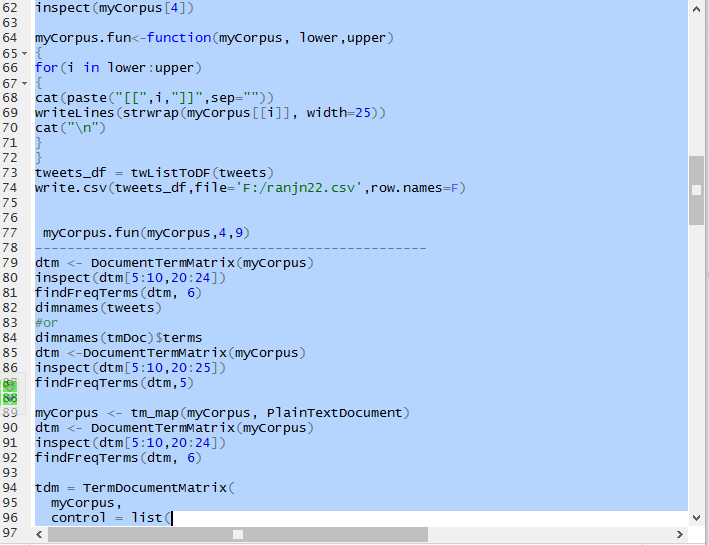 62 inspect(myCorpus[4])
63
64 myCorpus.fun<-function(myCorpus, lower,upper)
65 {
66 for(i in lower:upper)
67 {
68 cat(paste("[[",i,"]]",sep=""))
69 writeLines(strwrap(myCorpus[[i]], width=25))
70 cat("\n")
71 }
72 }
73 tweets_df = twListToDF(tweets)
74 write.csv(tweets_df,file='F:/ranjn22.csv',row.names=F)
75
76
77 myCorpus.fun(myCorpus,4,9)
78 -------------------------------------------------
79 dtm <- DocumentTermMatrix(myCorpus)
80 inspect(dtm[5:10,20:24])
81 findFreqTerms(dtm, 6)
82 dimnames(tweets)
83 #or
84 dimnames(tmDoc)$terms
85 dtm <-DocumentTermMatrix(myCorpus)
86 inspect(dtm[5:10,20:25])
87 findFreqTerms(dtm,5)
88
89 myCorpus <- tm_map(myCorpus, PlainTextDocument)
90 dtm <- DocumentTermMatrix(myCorpus)
91 inspect(dtm[5:10,20:24])
92 findFreqTerms(dtm, 6)
93
94 tdm = TermDocumentMatrix(
95 myCorpus,
96 control = list(
97